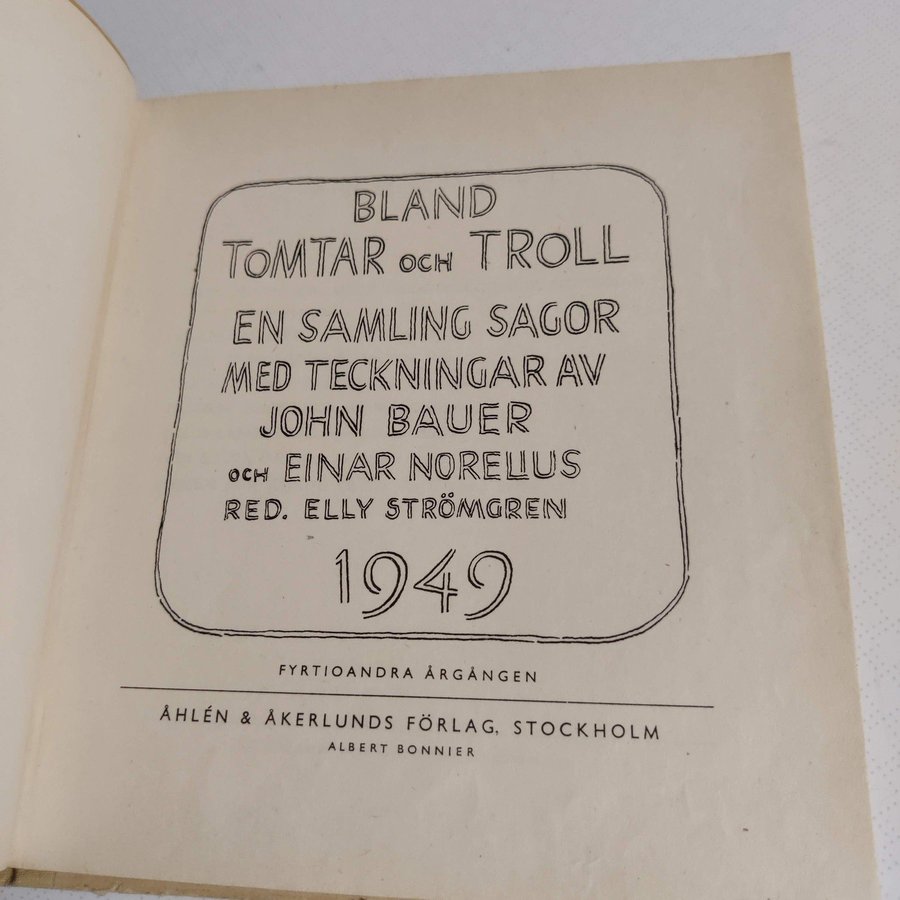 BLAND
TOMTAR OCH TROLL
EN SAMLING SAGOR
MED TECKNINGAR AV
JOHN BAUER
OCH EINAR NORELIUS
RED. ELLY STRÖMGREN
1949
FYRTIOANDRA ÅRGÅNGEN
ÅHLÉN & ÅKERLUNDS FÖRLAG, STOCKHOLM
ALBERT BONNIER